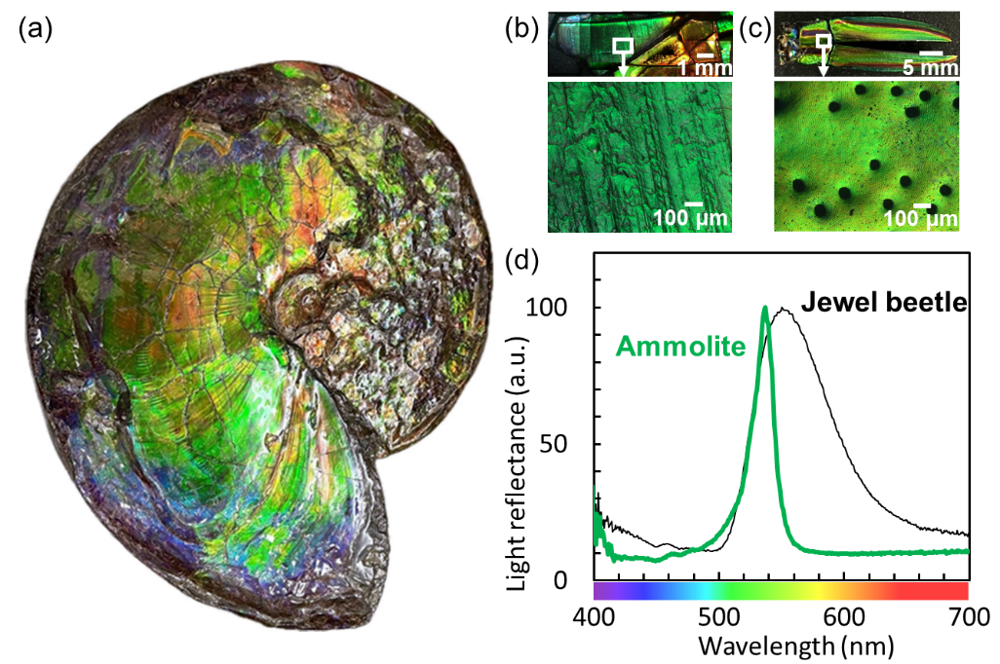 (a)
(b)
1 mm
100 µm
(c)
5 mm
100 µm
(d)
Light reflectance (a.u.)
100
50
0
Ammolite
Jewel beetle
400
500
600
700
Wavelength (nm)